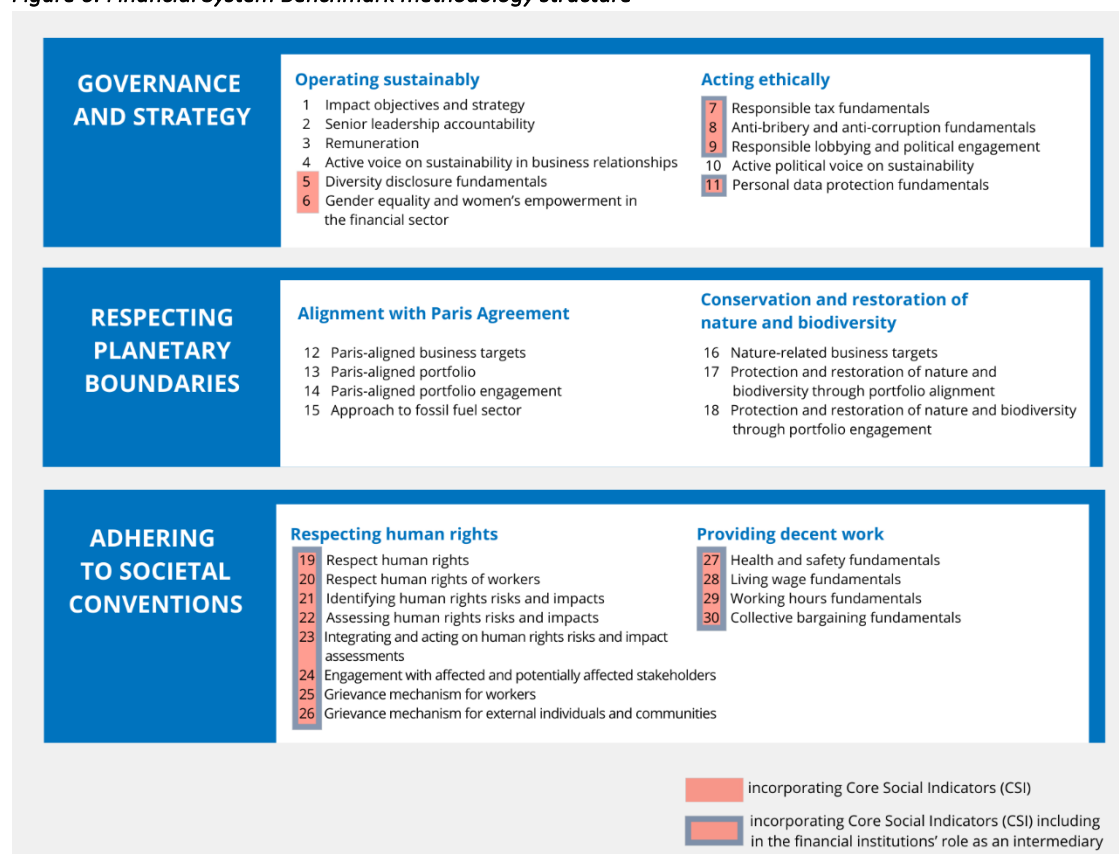 Figure 3: Financial System Benchmark methodology structure
GOVERNANCE
AND STRATEGY
Operating sustainably
1 Impact objectives and strategy
2 Senior leadership accountability
3 Remuneration
4 Active voice on sustainability in business relationships
5 Diversity disclosure fundamentals
6 Gender equality and women's empowerment in
the financial sector
Acting ethically
7 Responsible tax fundamentals
8 Anti-bribery and anti-corruption fundamentals
9 Responsible lobbying and political engagement
10 Active political voice on sustainability
11 Personal data protection fundamentals
RESPECTING
PLANETARY
BOUNDARIES
Alignment with Paris Agreement
12 Paris-aligned business targets
13 Paris-aligned portfolio
14 Paris-aligned portfolio engagement
15 Approach to fossil fuel sector
Conservation and restoration of
nature and biodiversity
16 Nature-related business targets
17 Protection and restoration of nature and
biodiversity through portfolio alignment
18 Protection and restoration of nature and biodiversity
through portfolio engagement
ADHERING
TO SOCIETAL
CONVENTIONS
Respecting human rights
19 Respect human rights
20 Respect human rights of workers
21 Identifying human rights risks and impacts
22 Assessing human rights risks and impacts
23 Integrating and acting on human rights risks and impact
assessments
24 Engagement with affected and potentially affected stakeholders
25 Grievance mechanism for workers
26 Grievance mechanism for external individuals and communities
Providing decent work
27 Health and safety fundamentals
28 Living wage fundamentals
29 Working hours fundamentals
30 Collective bargaining fundamentals
incorporating Core Social Indicators (CSI)
incorporating Core Social Indicators (CSI) including
in the financial institutions' role as an intermediary